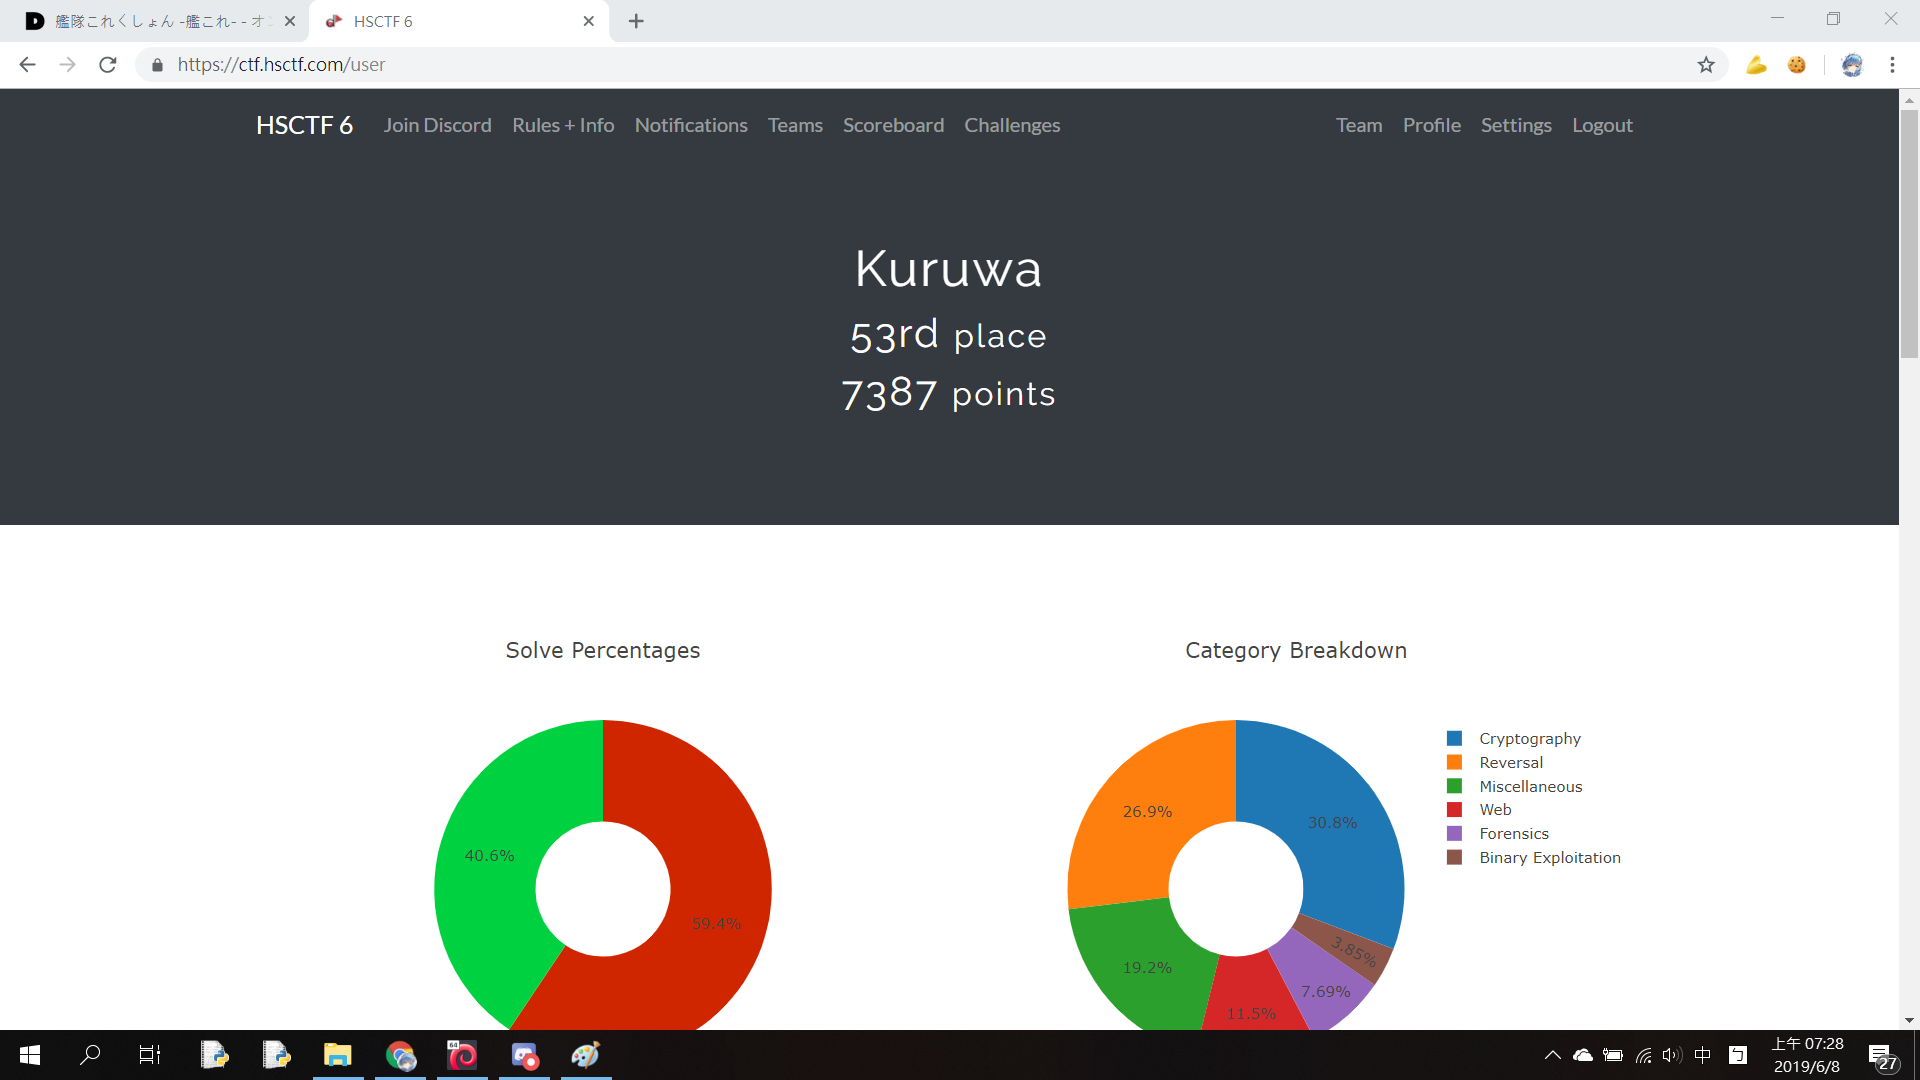 艦隊これくしょん -艦これ- - オン
HSCTF 6
https://ctf.hsctf.com/user
HSCTF 6 Join Discord Rules + Info Notifications Teams Scoreboard Challenges Team Profile Settings Logout
Kuruwa
53rd place
7387 points
Solve Percentages
40.6%
59.4%
Category Breakdown
26.9%
30.8%
19.2%
3.85%
7.69%
11.5%
Cryptography
Reversal
Miscellaneous
Web
Forensics
Binary Exploitation
64
中
ㄅ
上午 07:28
2019/6/8
27